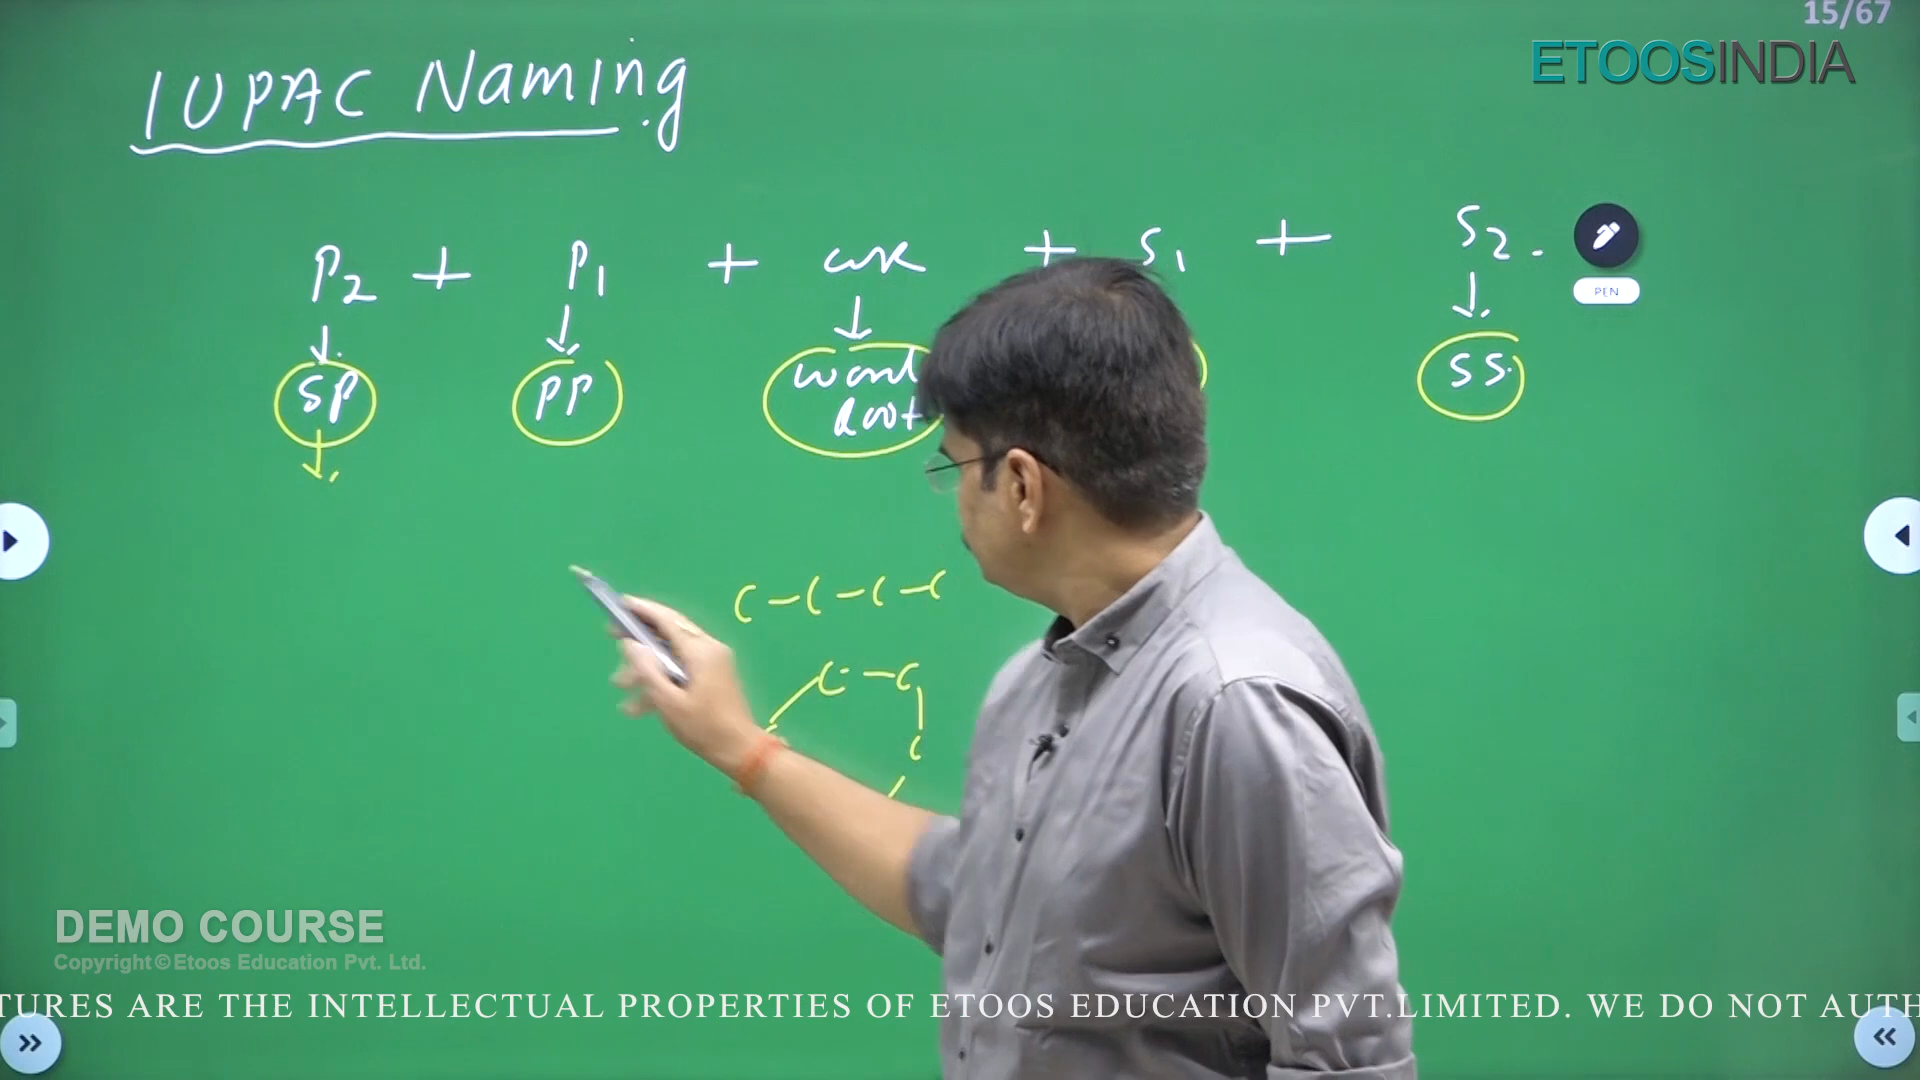 15/67
ETOOSINDIA
IUPAC Naming
P2 + P1 + WR + S1 + S2.
PEN
SP PP Word SS
Root
C-C-C-C
C-C
C
DEMO COURSE
Copyright © Etoos Education Pvt. Ltd.
TURES ARE THE INTELLECTUAL PROPERTIES OF ETOOS EDUCATION PVT.LIMITED. WE DO NOT AUTH